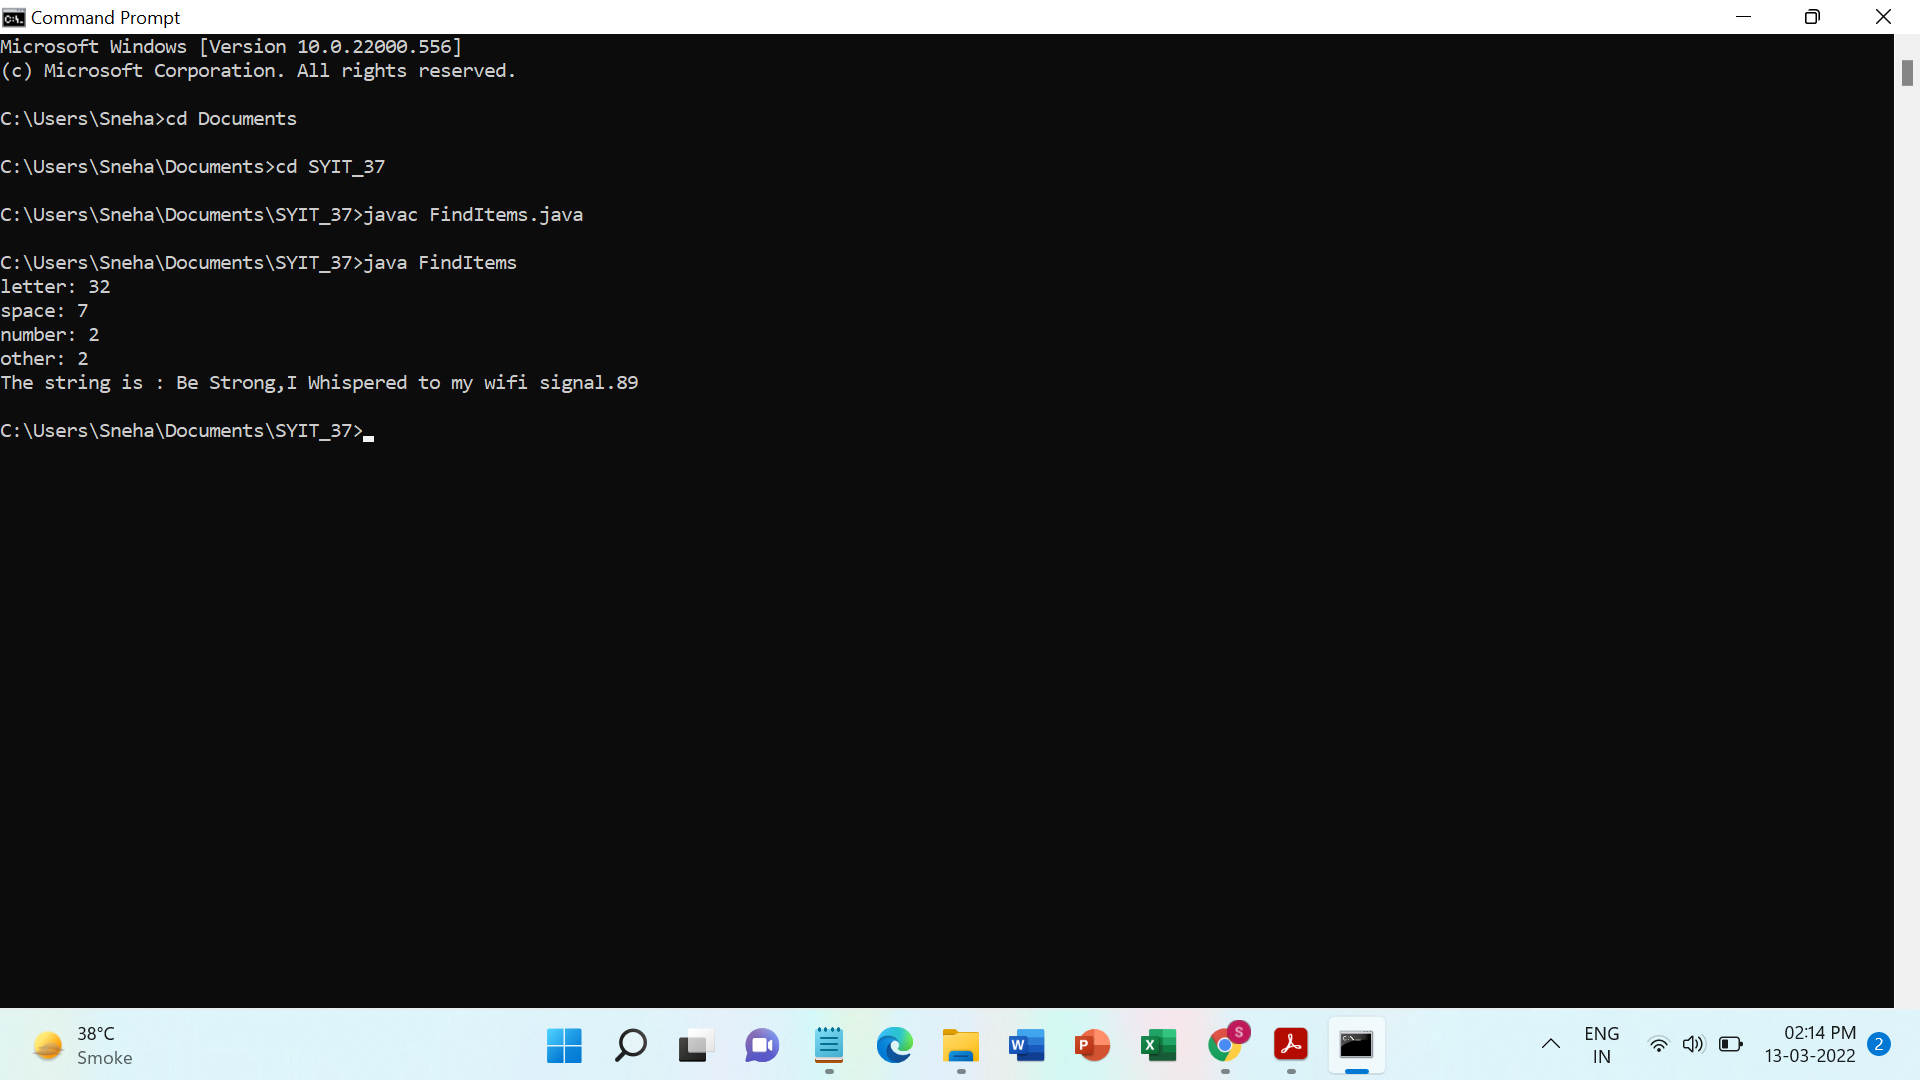 Command Prompt
Microsoft Windows [Version 10.0.22000.556]
(c) Microsoft Corporation. All rights reserved.
C:\Users\Sneha>cd Documents
C:\Users\Sneha\Documents>cd SYIT_37
C:\Users\Sneha\Documents\SYIT_37>javac FindItems.java
C:\Users\Sneha\Documents\SYIT_37>java FindItems
letter: 32
space: 7
number: 2
other: 2
The string is : Be Strong,I Whispered to my wifi signal.89
C:\Users\Sneha\Documents\SYIT_37>
38°C
Smoke
W
P
X
S
ENG
IN
02:14 PM
13-03-2022
2